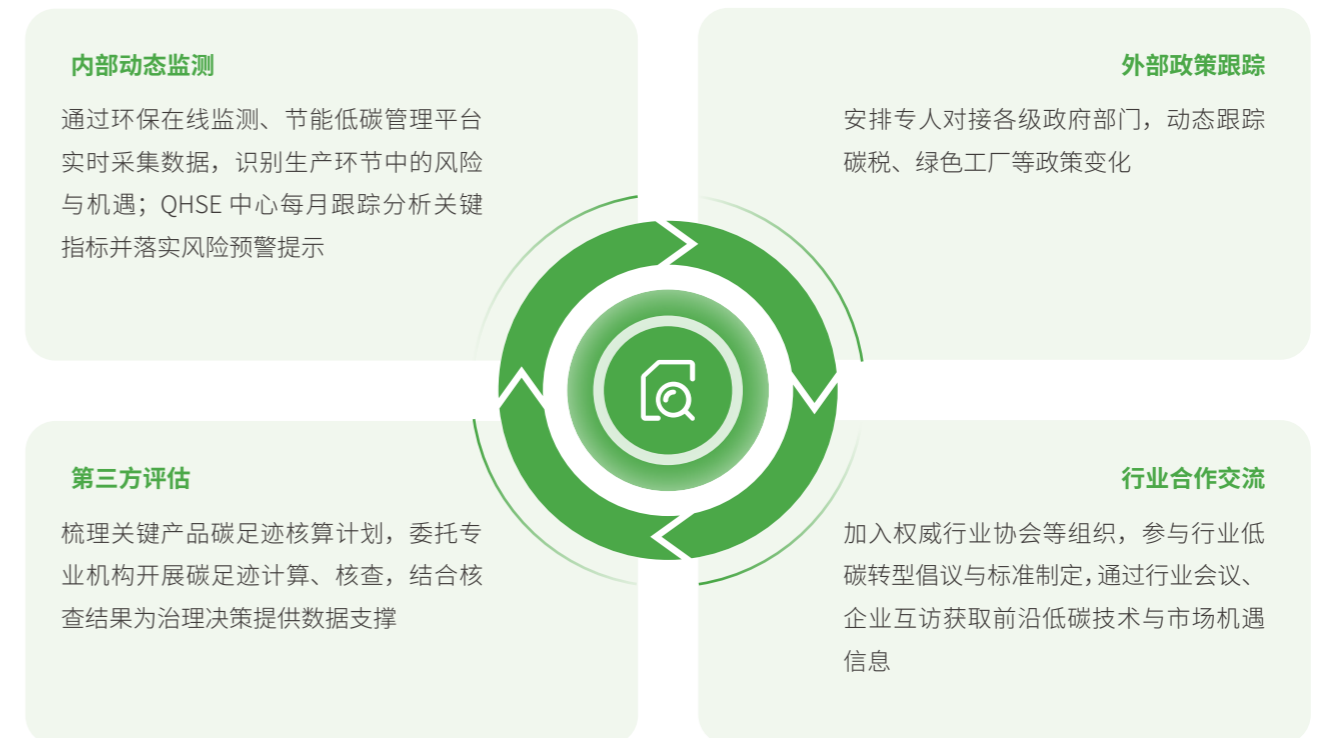 内部动态监测
通过环保在线监测、节能低碳管理平台
实时采集数据，识别生产环节中的风险
与机遇；QHSE 中心每月跟踪分析关键
指标并落实风险预警提示
外部政策跟踪
安排专人对接各级政府部门，动态跟踪
碳税、绿色工厂等政策变化
第三方评估
梳理关键产品碳足迹核算计划，委托专
业机构开展碳足迹计算、核查，结合核
查结果为治理决策提供数据支撑
行业合作交流
加入权威行业协会等组织，参与行业低
碳转型倡议与标准制定，通过行业会议、
企业互访获取前沿低碳技术与市场机遇
信息